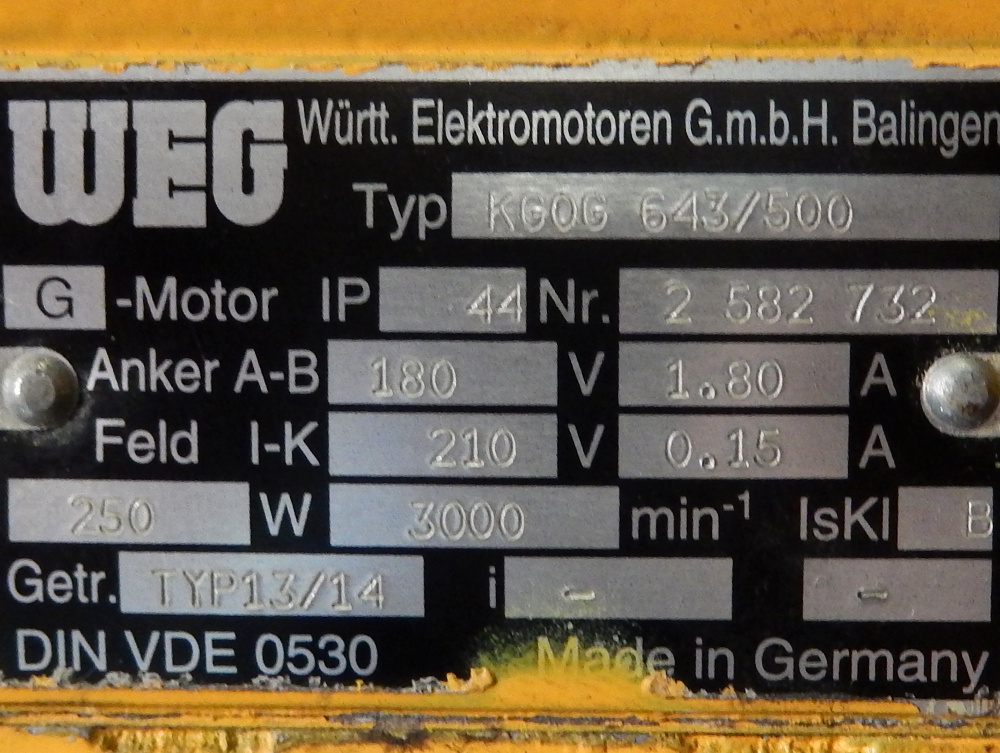 WEG Württ. Elektromotoren G.m.b.H. Balingen
Typ KGOG 643/500
G -Motor IP 44 Nr. 2 582 732
Anker A-B 180 V 1.80 A
Feld I-K 210 V 0.15 A
250 W 3000 min-1 IsKl B
Getr. TYP13/14 i - -
DIN VDE 0530 Made in Germany